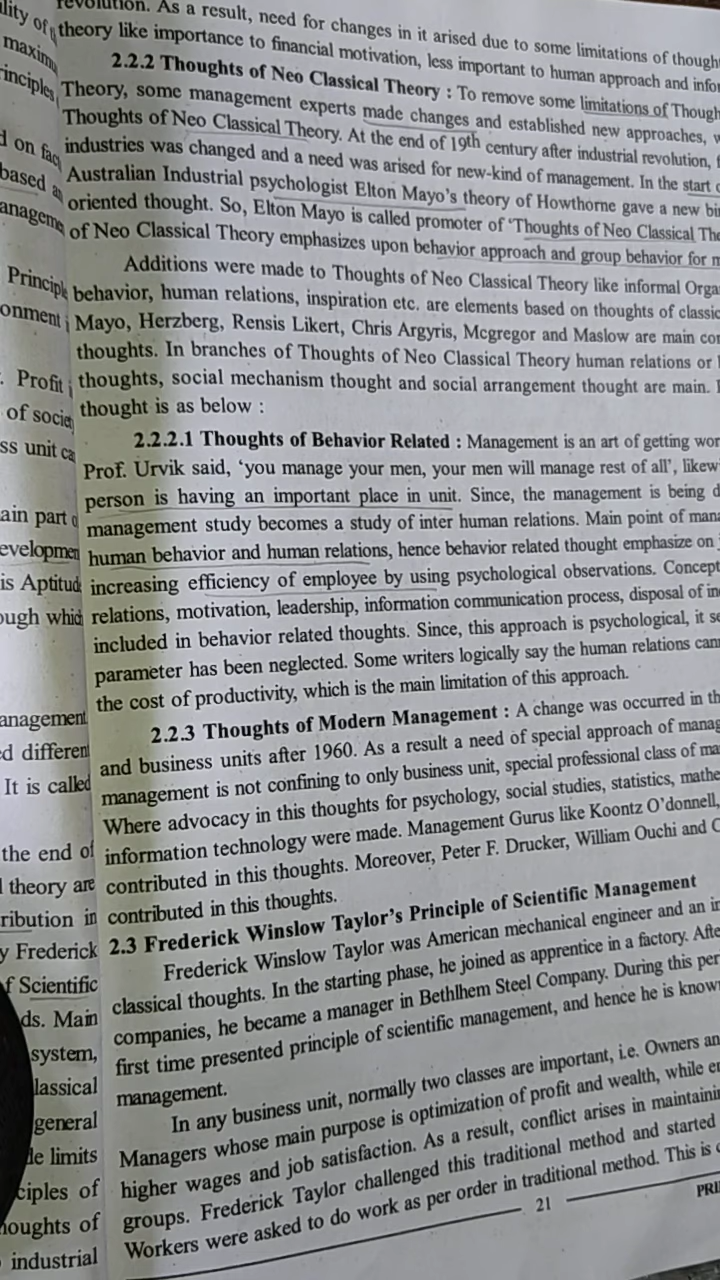 revolution. As a result, need for changes in it arised due to some limitations of
theory like importance to financial motivation, less important to human approach and
2.2.2 Thoughts of Neo Classical Theory : To remove some limitations of
Theory, some management experts made changes and established new approaches,
Thoughts of Neo Classical Theory. At the end of 19th century after industrial revolution,
industries was changed and a need was arised for new-kind of management. In the start
Australian Industrial psychologist Elton Mayo's theory of Howthorne gave a new
oriented thought. So, Elton Mayo is called promoter of 'Thoughts of Neo Classical
of Neo Classical Theory emphasizes upon behavior approach and group behavior for
Additions were made to Thoughts of Neo Classical Theory like informal
behavior, human relations, inspiration etc. are elements based on thoughts of
Mayo, Herzberg, Rensis Likert, Chris Argyris, Mcgregor and Maslow are main
thoughts. In branches of Thoughts of Neo Classical Theory human relations or
thoughts, social mechanism thought and social arrangement thought are main.
thought is as below :
2.2.2.1 Thoughts of Behavior Related : Management is an art of getting
Prof. Urvik said, 'you manage your men, your men will manage rest of all',
person is having an important place in unit. Since, the management is being
management study becomes a study of inter human relations. Main point of
human behavior and human relations, hence behavior related thought emphasize on
increasing efficiency of employee by using psychological observations.
relations, motivation, leadership, information communication process, disposal of
included in behavior related thoughts. Since, this approach is psychological, it
parameter has been neglected. Some writers logically say the human relations
the cost of productivity, which is the main limitation of this approach.
2.2.3 Thoughts of Modern Management : A change was occurred in
and business units after 1960. As a result a need of special approach of
management is not confining to only business unit, special professional class of
Where advocacy in this thoughts for psychology, social studies, statistics,
information technology were made. Management Gurus like Koontz O'donnell,
contributed in this thoughts. Moreover, Peter F. Drucker, William Ouchi and
contributed in this thoughts.
2.3 Frederick Winslow Taylor's Principle of Scientific Management
Frederick Winslow Taylor was American mechanical engineer and an
classical thoughts. In the starting phase, he joined as apprentice in a factory.
companies, he became a manager in Bethlhem Steel Company. During this
first time presented principle of scientific management, and hence he is
management.
In any business unit, normally two classes are important, i.e. Owners
Managers whose main purpose is optimization of profit and wealth, while
higher wages and job satisfaction. As a result, conflict arises in
groups. Frederick Taylor challenged this traditional method and started
Workers were asked to do work as per order in traditional method. This is
21